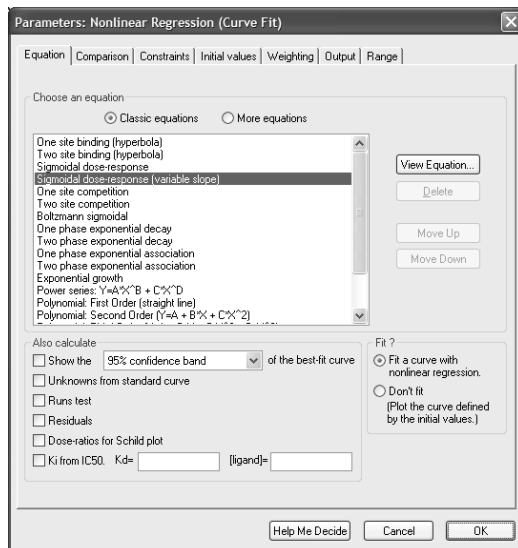 Parameters: Nonlinear Regression (Curve Fit)
Equation Comparison Constraints Initial values Weighting Output Range
Choose an equation
Classic equations More equations
One site binding (hyperbola)
Two site binding (hyperbola)
Sigmoidal dose-response
Sigmoidal dose-response (variable slope)
One site competition
Two site competition
Boltzmann sigmoidal
One phase exponential decay
Two phase exponential decay
One phase exponential association
Two phase exponential association
Exponential growth
Power series: Y=A*X^B + C*X^D
Polynomial: First Order (straight line)
Polynomial: Second Order (Y=A + B*X + C*X^2)
View Equation...
Delete
Move Up
Move Down
Also calculate
Show the 95% confidence band of the best-fit curve
Unknowns from standard curve
Runs test
Residuals
Dose-ratios for Schild plot
Ki from IC50. Kd= [ligand]=
Fit ?
Fit a curve with
nonlinear regression.
Don't fit
(Plot the curve defined
by the initial values.)
Help Me Decide Cancel OK